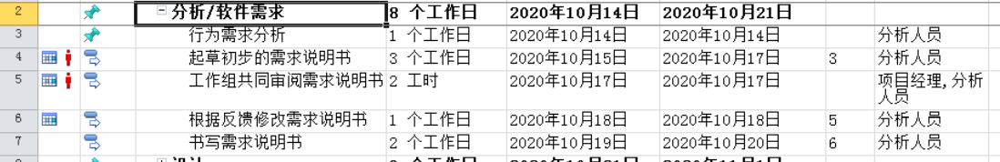 2 分析/软件需求 8 个工作日 2020年10月14日 2020年10月21日
3 行为需求分析 1 个工作日 2020年10月14日 2020年10月14日 分析人员
4 起草初步的需求说明书 3 个工作日 2020年10月15日 2020年10月17日 3 分析人员
5 工作组共同审阅需求说明书 2 工时 2020年10月17日 2020年10月17日 项目经理,分析
人员
6 根据反馈修改需求说明书 1 个工作日 2020年10月18日 2020年10月18日 5 分析人员
7 书写需求说明书 2 个工作日 2020年10月19日 2020年10月20日 6 分析人员